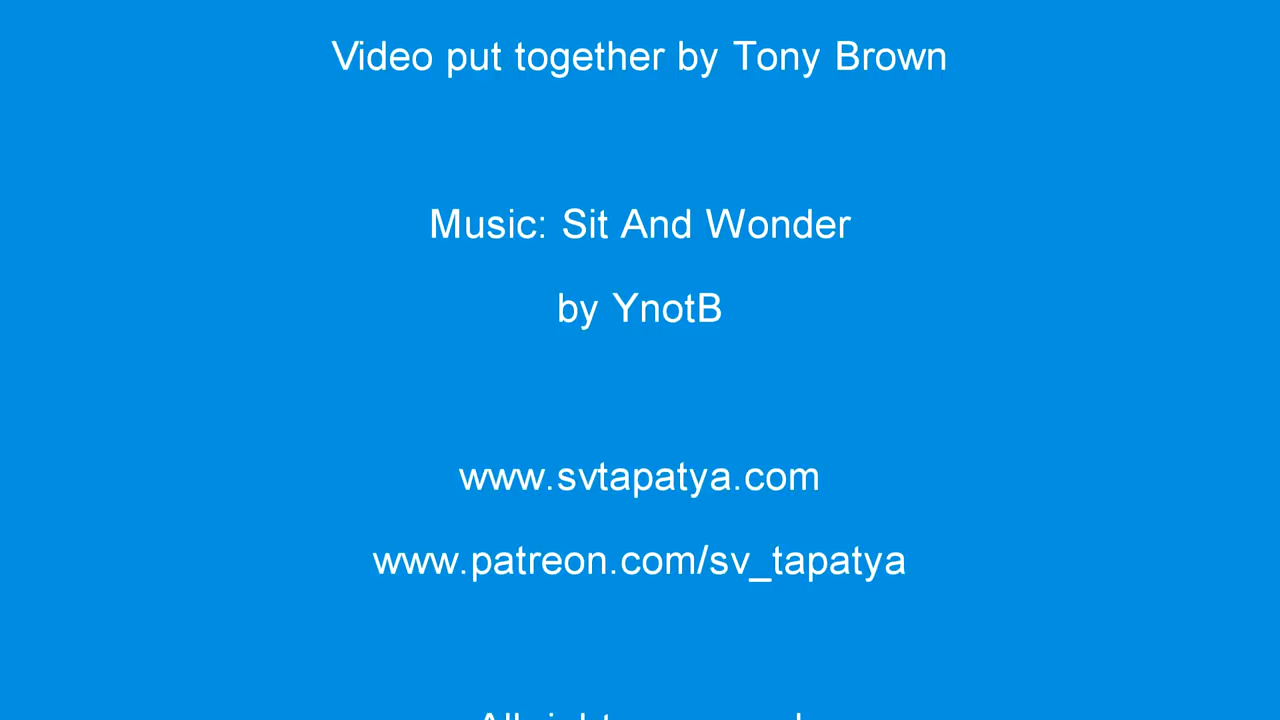 Video put together by Tony Brown
Music: Sit And Wonder
by YnotB
www.svtapatya.com
www.patreon.com/sv_tapatya